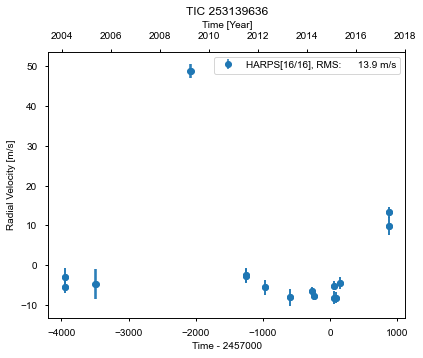 TIC 253139636
Time [Year]
2004 2006 2008 2010 2012 2014 2016 2018
HARPS[16/16], RMS: 13.9 m/s
Radial Velocity [m/s]
50
40
30
20
10
0
−10
−4000 −3000 −2000 −1000 0 1000
Time - 2457000